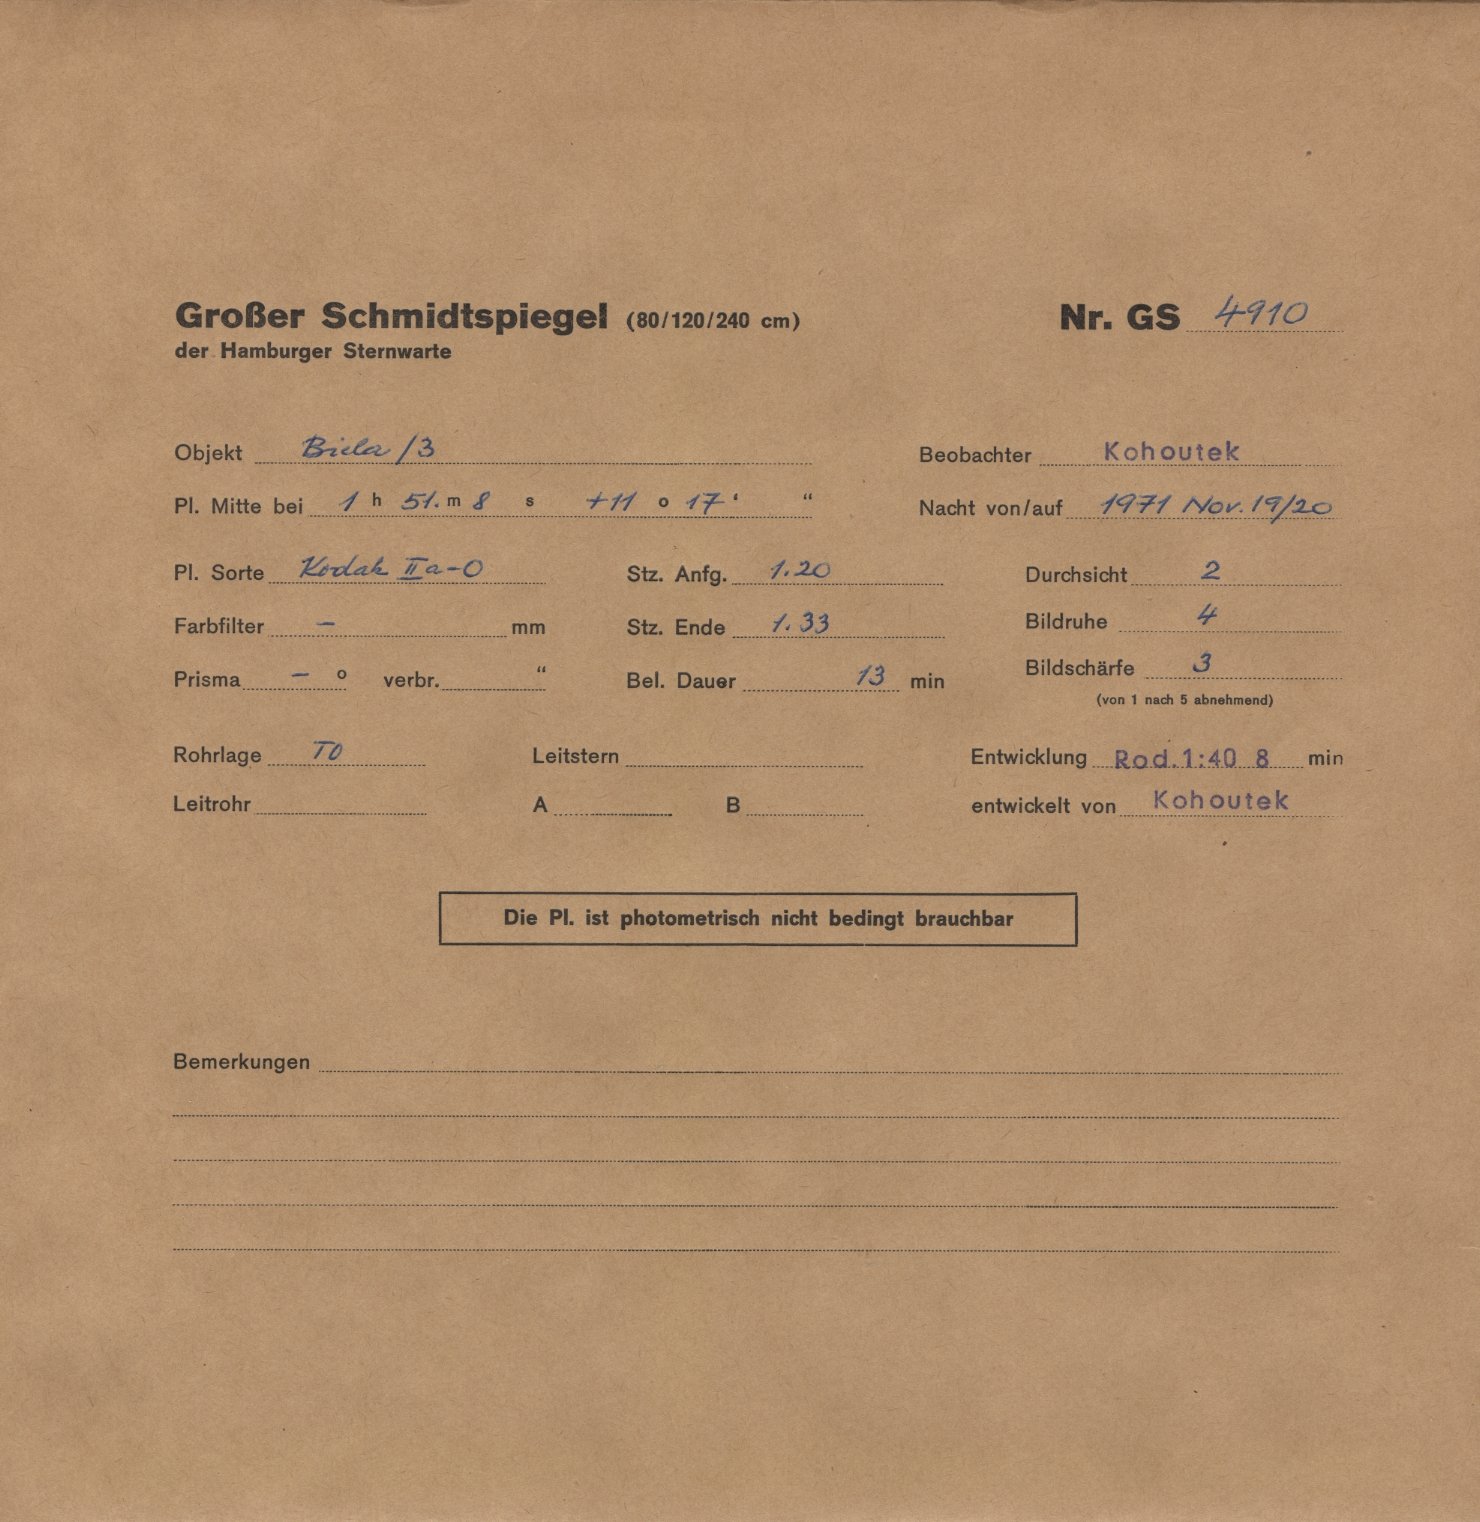 Großer Schmidtspiegel (80/120/240 cm) Nr. GS 4910
der Hamburger Sternwarte
Objekt Biela /3 Beobachter Kohoutek
Pl. Mitte bei 1 h 51. m 8 s +11 o 17 ' “ Nacht von/auf 1971 Nov. 19/20
Pl. Sorte Kodak IIa-O Stz. Anfg. 1.20 Durchsicht 2
Farbfilter – mm Stz. Ende 1.33 Bildruhe 4
Prisma – o verbr. “ Bel. Dauer 13 min Bildschärfe 3
(von 1 nach 5 abnehmend)
Rohrlage TO Leitstern Entwicklung Rod. 1:40 8 min
Leitrohr A B entwickelt von Kohoutek
Die Pl. ist photometrisch nicht bedingt brauchbar
Bemerkungen